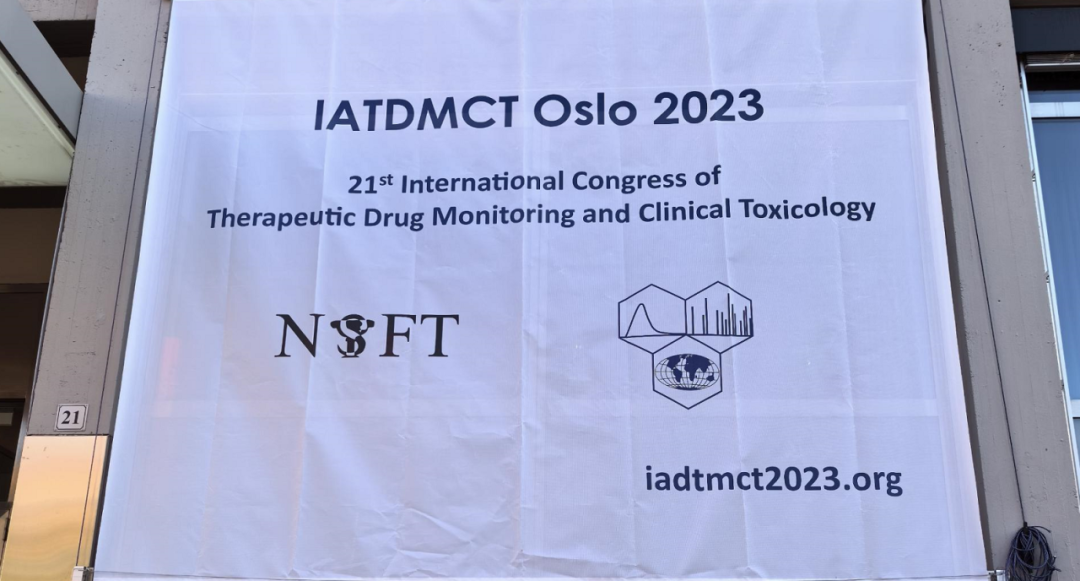 IATDMCT Oslo 2023
21st International Congress of
Therapeutic Drug Monitoring and Clinical Toxicology
NSFT
21
iadtmct2023.org